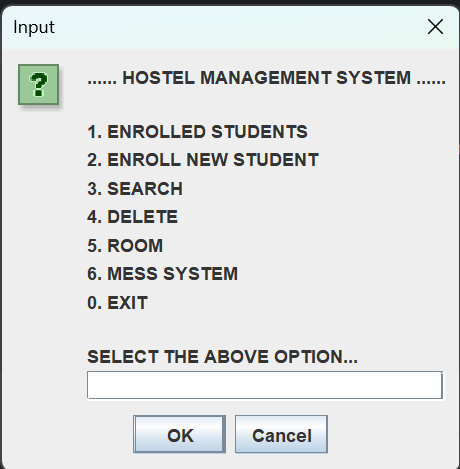 Input
...... HOSTEL MANAGEMENT SYSTEM ......
1. ENROLLED STUDENTS
2. ENROLL NEW STUDENT
3. SEARCH
4. DELETE
5. ROOM
6. MESS SYSTEM
0. EXIT
SELECT THE ABOVE OPTION...
OK Cancel